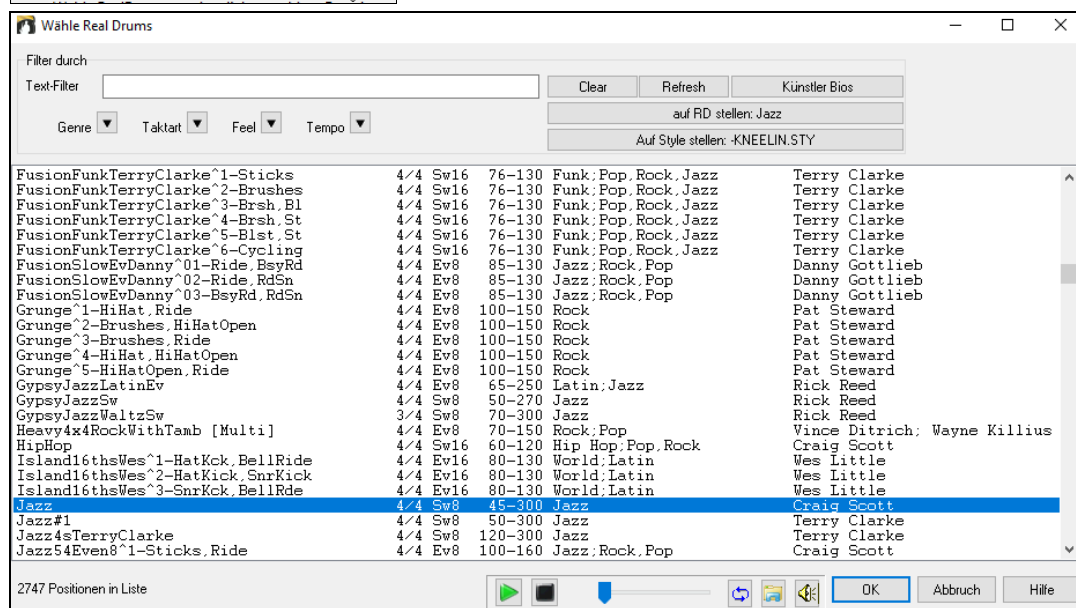 Wähle Real Drums
Filter durch
Text-Filter Clear Refresh Künstler Bios
auf RD stellen: Jazz
Genre Taktart Feel Tempo
Auf Style stellen: -KNEELIN.STY
FusionFunkTerryClarke^1-Sticks 4/4 Sw16 76-130 Funk;Pop,Rock,Jazz Terry Clarke
FusionFunkTerryClarke^2-Brushes 4/4 Sw16 76-130 Funk;Pop,Rock,Jazz Terry Clarke
FusionFunkTerryClarke^3-Brsh,Bl 4/4 Sw16 76-130 Funk;Pop,Rock,Jazz Terry Clarke
FusionFunkTerryClarke^4-Brsh,St 4/4 Sw16 76-130 Funk;Pop,Rock,Jazz Terry Clarke
FusionFunkTerryClarke^5-Blst,St 4/4 Sw16 76-130 Funk;Pop,Rock,Jazz Terry Clarke
FusionFunkTerryClarke^6-Cycling 4/4 Sw16 76-130 Funk;Pop,Rock,Jazz Terry Clarke
FusionSlowEvDanny^01-Ride,BsyRd 4/4 Ev8 85-130 Jazz;Rock,Pop Danny Gottlieb
FusionSlowEvDanny^02-Ride,RdSn 4/4 Ev8 85-130 Jazz;Rock,Pop Danny Gottlieb
FusionSlowEvDanny^03-BsyRd,RdSn 4/4 Ev8 85-130 Jazz;Rock,Pop Danny Gottlieb
Grunge^1-HiHat,Ride 4/4 Ev8 100-150 Rock Pat Steward
Grunge^2-Brushes,HiHatOpen 4/4 Ev8 100-150 Rock Pat Steward
Grunge^3-Brushes,Ride 4/4 Ev8 100-150 Rock Pat Steward
Grunge^4-HiHat,HiHatOpen 4/4 Ev8 100-150 Rock Pat Steward
Grunge^5-HiHatOpen,Ride 4/4 Ev8 100-150 Rock Pat Steward
GypsyJazzLatinEv 4/4 Ev8 65-250 Latin;Jazz Rick Reed
GypsyJazzSw 4/4 Sw8 50-270 Jazz Rick Reed
GypsyJazzWaltzSw 3/4 Sw8 70-300 Jazz Rick Reed
Heavy4x4RockWithTamb [Multi] 4/4 Ev8 70-150 Rock;Pop Vince Ditrich; Wayne Killius
HipHop 4/4 Sw16 60-120 Hip Hop;Pop,Rock Craig Scott
Island16thsWes^1-HatKck,BellRide 4/4 Ev16 80-130 World;Latin Wes Little
Island16thsWes^2-HatKick,SnrKick 4/4 Ev16 80-130 World;Latin Wes Little
Island16thsWes^3-SnrKck,BellRde 4/4 Ev16 80-130 World;Latin Wes Little
Jazz 4/4 Sw8 45-300 Jazz Craig Scott
Jazz#1 4/4 Sw8 50-300 Jazz Terry Clarke
Jazz4sTerryClarke 4/4 Sw8 120-300 Jazz Terry Clarke
Jazz54Even8^1-Sticks,Ride 4/4 Ev8 100-160 Jazz;Rock,Pop Craig Scott
2747 Positionen in Liste OK Abbruch Hilfe